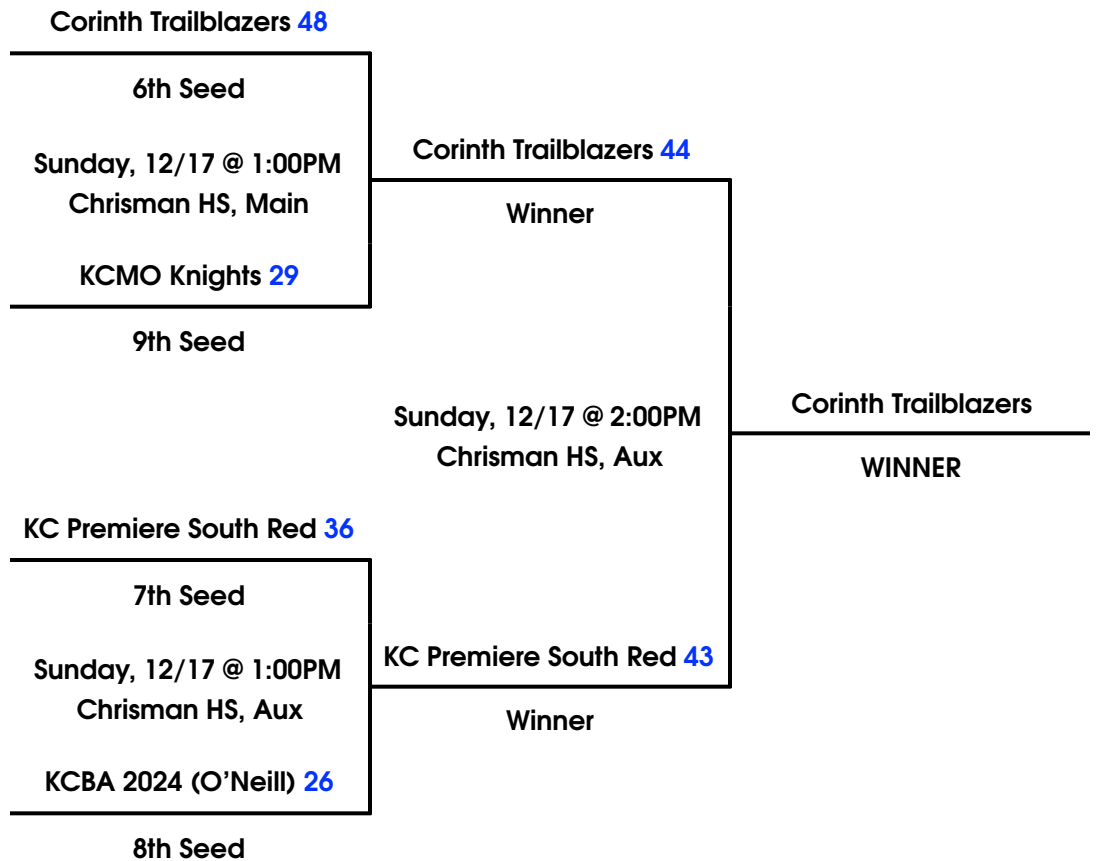 Corinth Trailblazers 48
6th Seed
Sunday, 12/17 @ 1:00PM
Chrisman HS, Main
KCMO Knights 29
9th Seed
Corinth Trailblazers 44
Winner
Sunday, 12/17 @ 2:00PM
Chrisman HS, Aux
Corinth Trailblazers
WINNER
KC Premiere South Red 36
7th Seed
Sunday, 12/17 @ 1:00PM
Chrisman HS, Aux
KCBA 2024 (O’Neill) 26
8th Seed
KC Premiere South Red 43
Winner